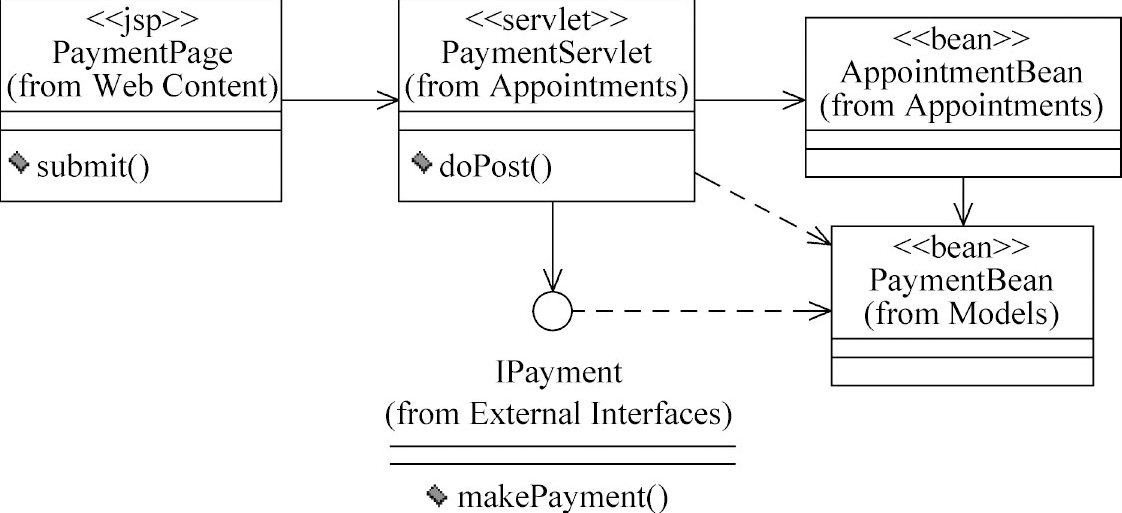 <<jsp>>
PaymentPage
(from Web Content)
submit()
<<servlet>>
PaymentServlet
(from Appointments)
doPost()
<<bean>>
AppointmentBean
(from Appointments)
<<bean>>
PaymentBean
(from Models)
IPayment
(from External Interfaces)
makePayment()